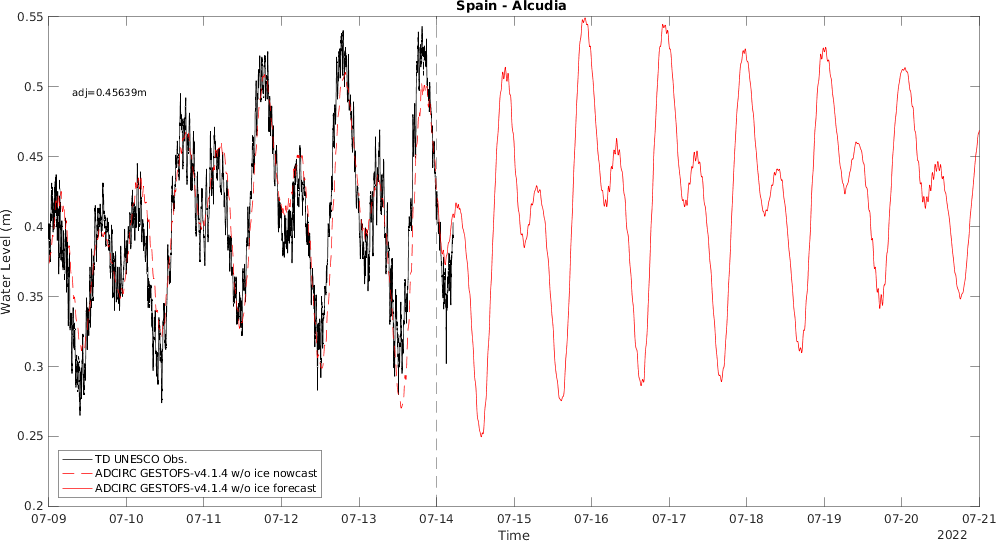 Spain - Alcudia
0.55
0.5
0.45
0.4
0.35
0.3
0.25
0.2
Water Level (m)
adj=0.45639m
TD UNESCO Obs.
ADCIRC GESTOFS-v4.1.4 w/o ice nowcast
ADCIRC GESTOFS-v4.1.4 w/o ice forecast
07-09 07-10 07-11 07-12 07-13 07-14 07-15 07-16 07-17 07-18 07-19 07-20 07-21
Time
2022